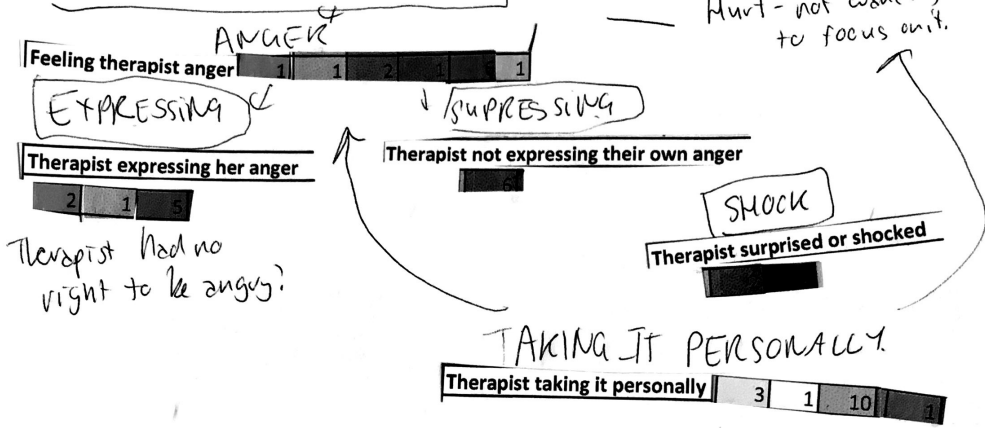 Hurt - not
to focus on it.
ANGER
Feeling therapist anger 1 1 2 1 1
EXPRESSING
SUPRESSING
Therapist expressing her anger
2 1 5
Therapist not expressing their own anger
6
Therapist had no
right to be angry?
SHOCK
Therapist surprised or shocked
TAKING IT PERSONALLY.
Therapist taking it personally 3 1 10 1